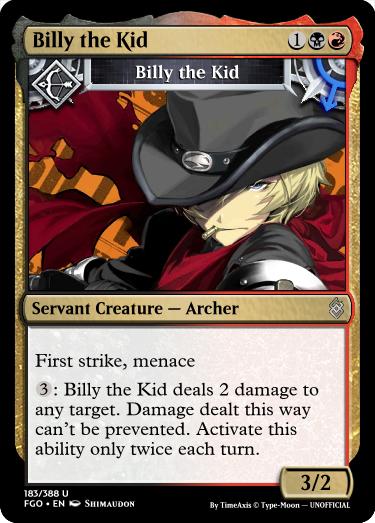 Billy the Kid 1
Billy the Kid
Servant Creature — Archer
First strike, menace
3: Billy the Kid deals 2 damage to
any target. Damage dealt this way
can't be prevented. Activate this
ability only twice each turn.
3/2
183/388 U
FGO • EN SHIMAUDON
By TimeAxis © Type-Moon — UNOFFICIAL